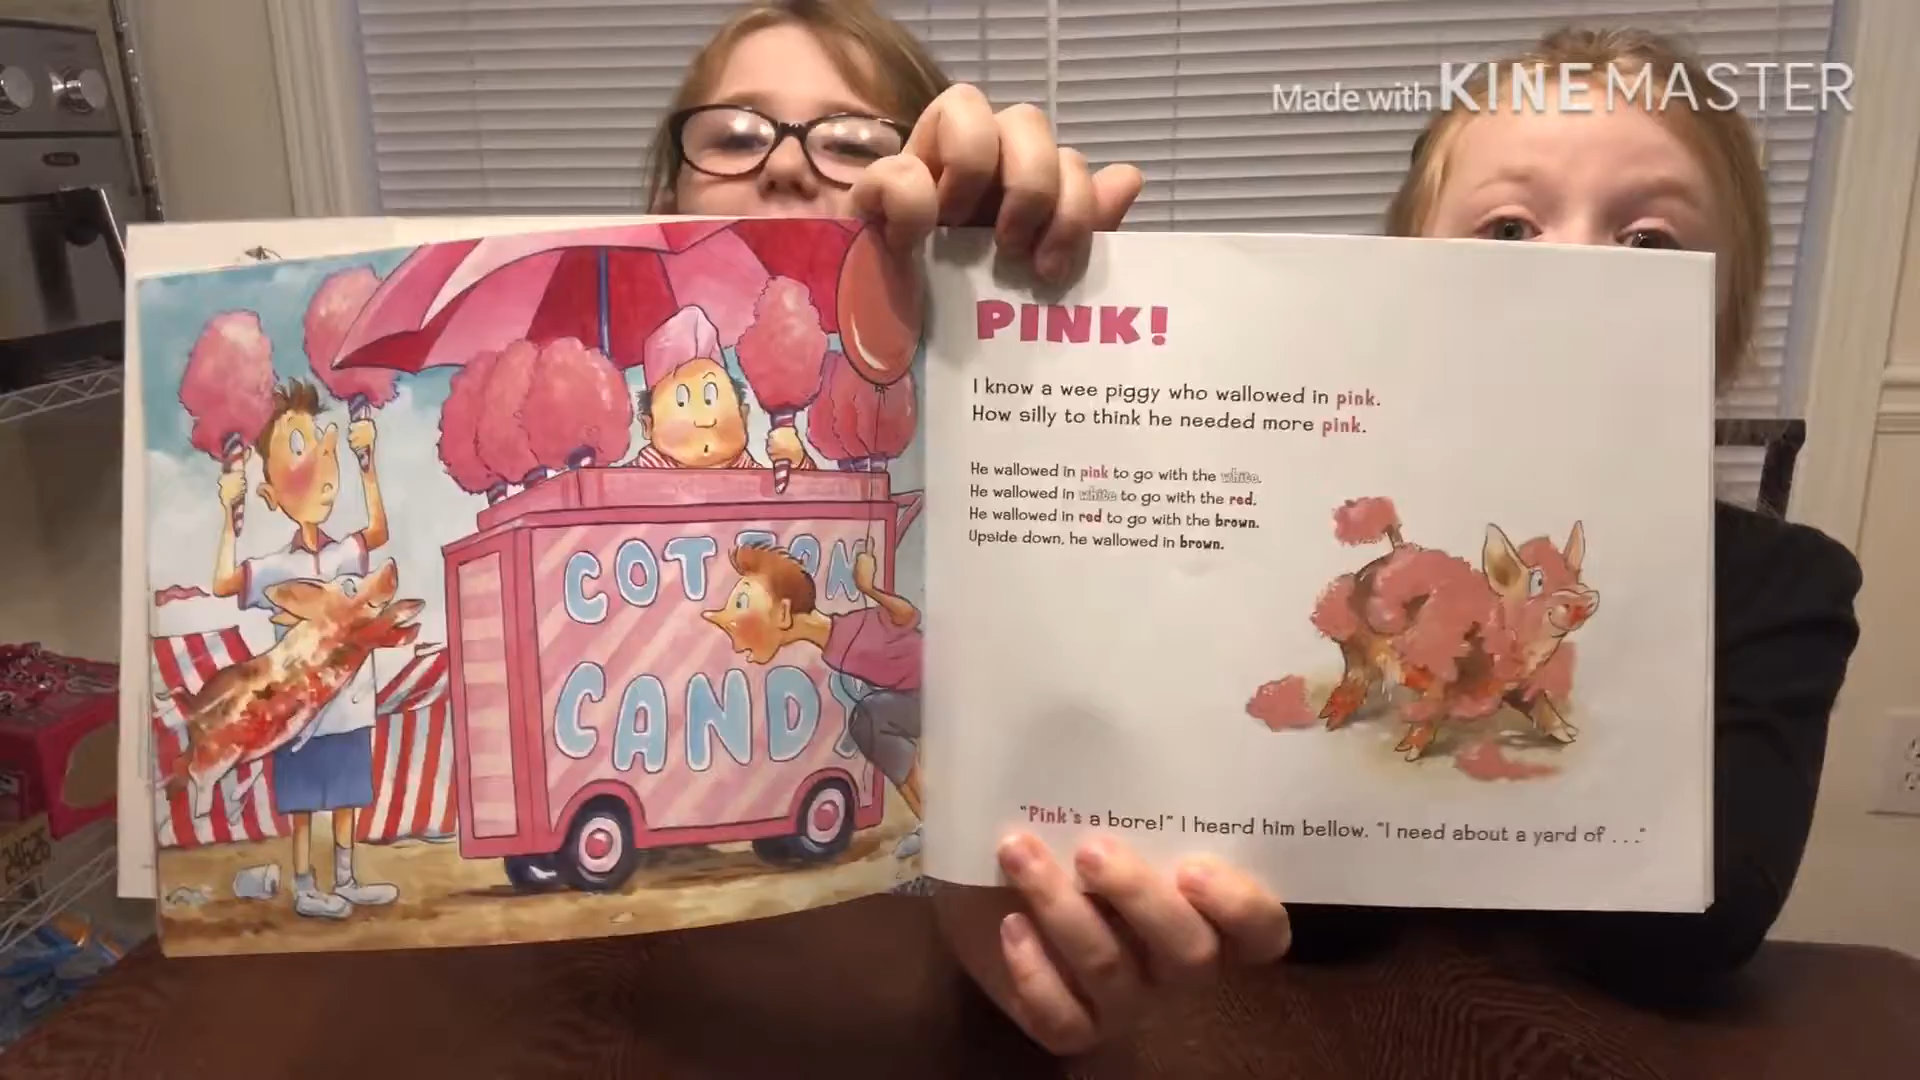 Made with KINEMASTER
COTTON
CANDY
PINK!
I know a wee piggy who wallowed in pink.
How silly to think he needed more pink.
He wallowed in pink to go with the white.
He wallowed in white to go with the red.
He wallowed in red to go with the brown.
Upside down, he wallowed in brown.
"Pink's a bore!" I heard him bellow. "I need about a yard of . . ."
24626